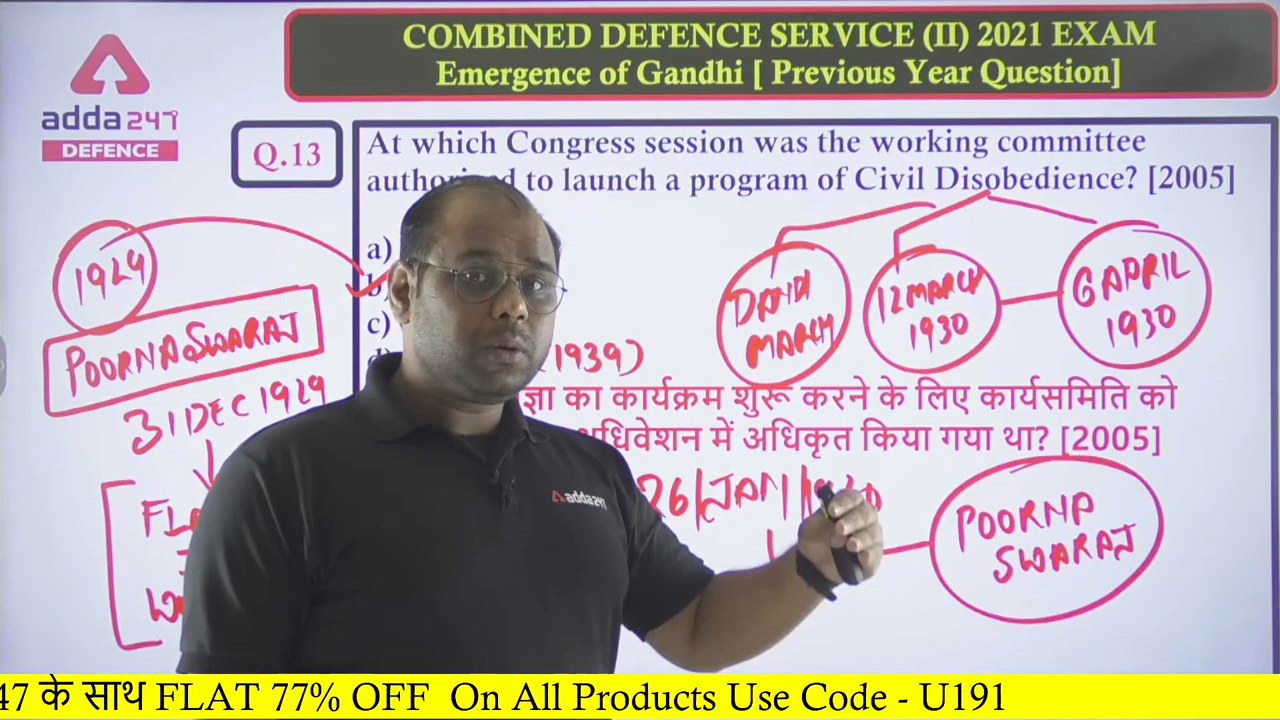 COMBINED DEFENCE SERVICE (II) 2021 EXAM
Emergence of Gandhi [ Previous Year Question]
adda247
DEFENCE
Q.13
At which Congress session was the working committee
to launch a program of Civil Disobedience? [2005]
a)
b)
c)
1929
POORNA SWARAJ
31 DEC 1929
DANDI
MARCH
12 MARCH
1930
6 APRIL
1930
(1939)
का कार्यक्रम शुरू करने के लिए कार्यसमिति को
में अधिकृत किया गया था? [2005]
26/JAN/
POORNA
SWARAJ
adda247
47 के साथ FLAT 77% OFF On All Products Use Code - U191